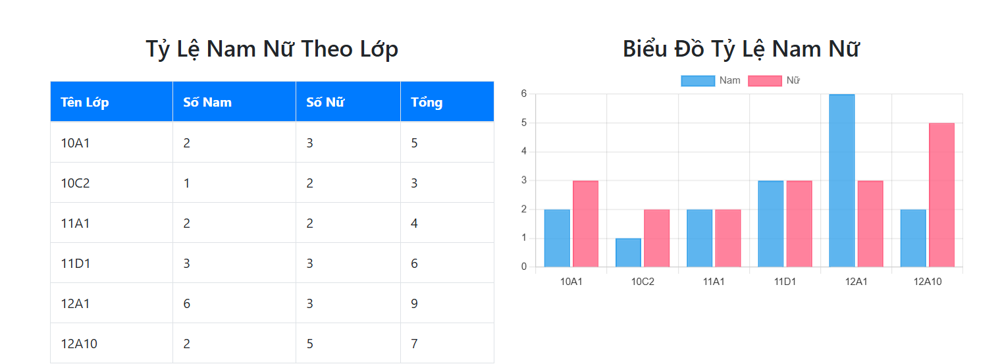 Tỷ Lệ Nam Nữ Theo Lớp
Tên Lớp Số Nam Số Nữ Tổng
10A1 2 3 5
10C2 1 2 3
11A1 2 2 4
11D1 3 3 6
12A1 6 3 9
12A10 2 5 7
Biểu Đồ Tỷ Lệ Nam Nữ
Nam Nữ
6
5
4
3
2
1
0
10A1 10C2 11A1 11D1 12A1 12A10